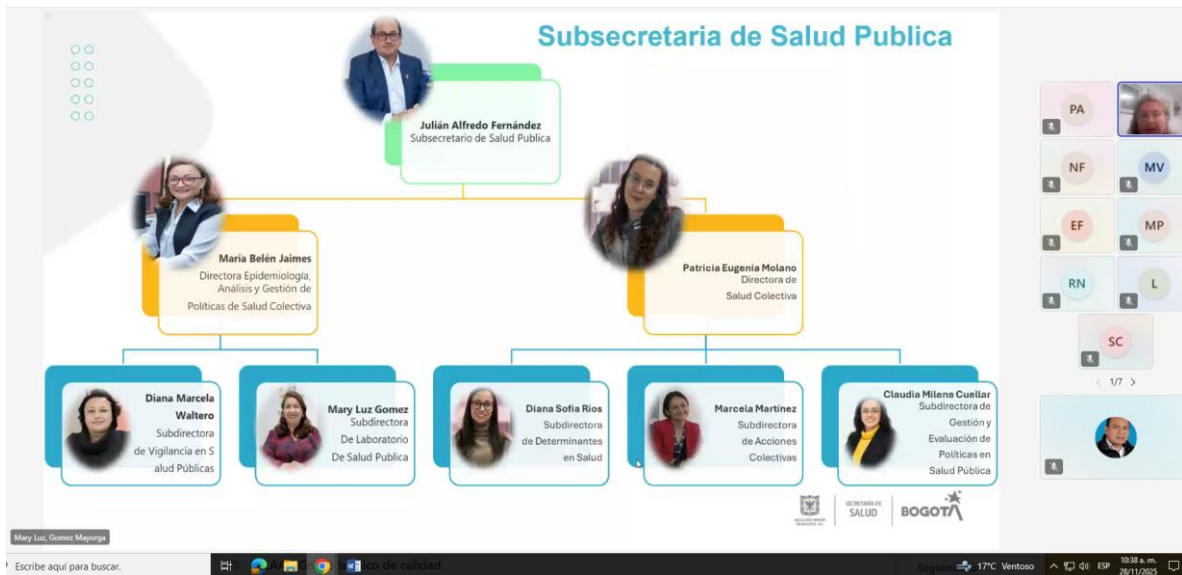 Subsecretaria de Salud Publica
Julián Alfredo Fernández
Subsecretario de Salud Publica
María Belén Jaimes
Directora Epidemiología,
Análisis y Gestión de
Políticas de Salud Colectiva
Patricia Eugenia Molano
Directora de
Salud Colectiva
Diana Marcela
Waltero
Subdirectora
de Vigilancia en S
alud Públicas
Mary Luz Gomez
Subdirectora
De Laboratorio
De Salud Publica
Diana Sofia Ríos
Subdirectora
de Determinantes
en Salud
Marcela Martínez
Subdirectora
de Acciones
Colectivas
Claudia Milena Cuellar
Subdirectora de
Gestión y
Evaluación de
Políticas en
Salud Pública
SECRETARÍA DE
SALUD
BOGOTÁ
PA
NF
MV
EF
MP
RN
L
SC
1/7
Mary Luz, Gomez Mayorga
Escribe aquí para buscar.
de calidad
17°C Ventoso
ESP
10:38 a. m.
28/11/2025